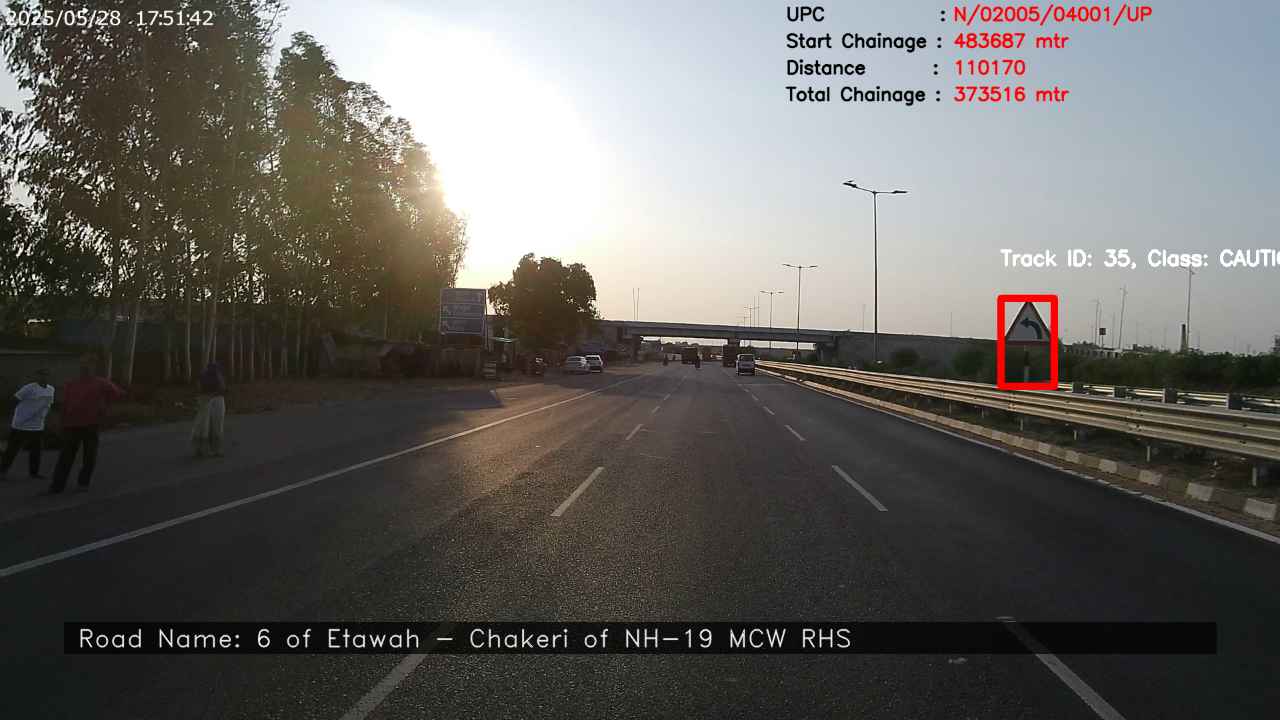 2025/05/28 17:51:42
UPC : N/02005/04001/UP
Start Chainage : 483687 mtr
Distance : 110170
Total Chainage : 373516 mtr
Track ID: 35, Class: CAUTI
Road Name: 6 of Etawah - Chakeri of NH-19 MCW RHS